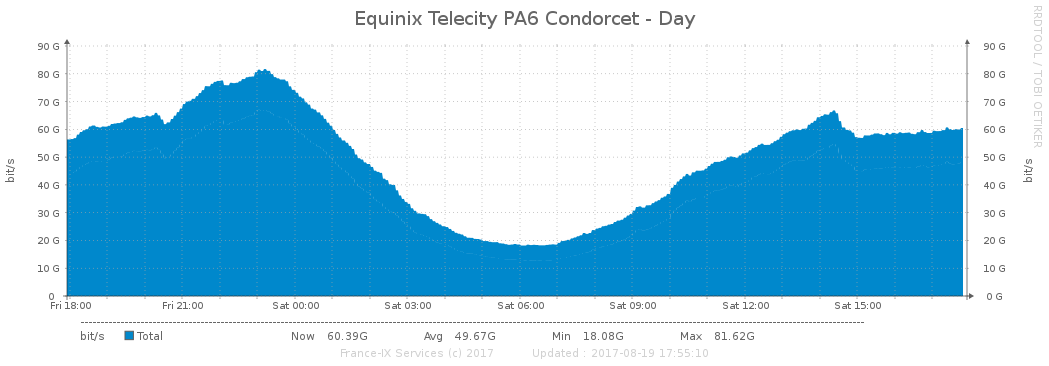 Equinix Telecity PA6 Condorcet - Day
RRDTOOL / TOBI OETIKER
bit/s
bit/s
90 G 90 G
80 G 80 G
70 G 70 G
60 G 60 G
50 G 50 G
40 G 40 G
30 G 30 G
20 G 20 G
10 G 10 G
0 0 G
Fri 18:00 Fri 21:00 Sat 00:00 Sat 03:00 Sat 06:00 Sat 09:00 Sat 12:00 Sat 15:00
bit/s Total Now 60.39G Avg 49.67G Min 18.08G Max 81.62G
France-IX Services (c) 2017 Updated : 2017-08-19 17:55:10